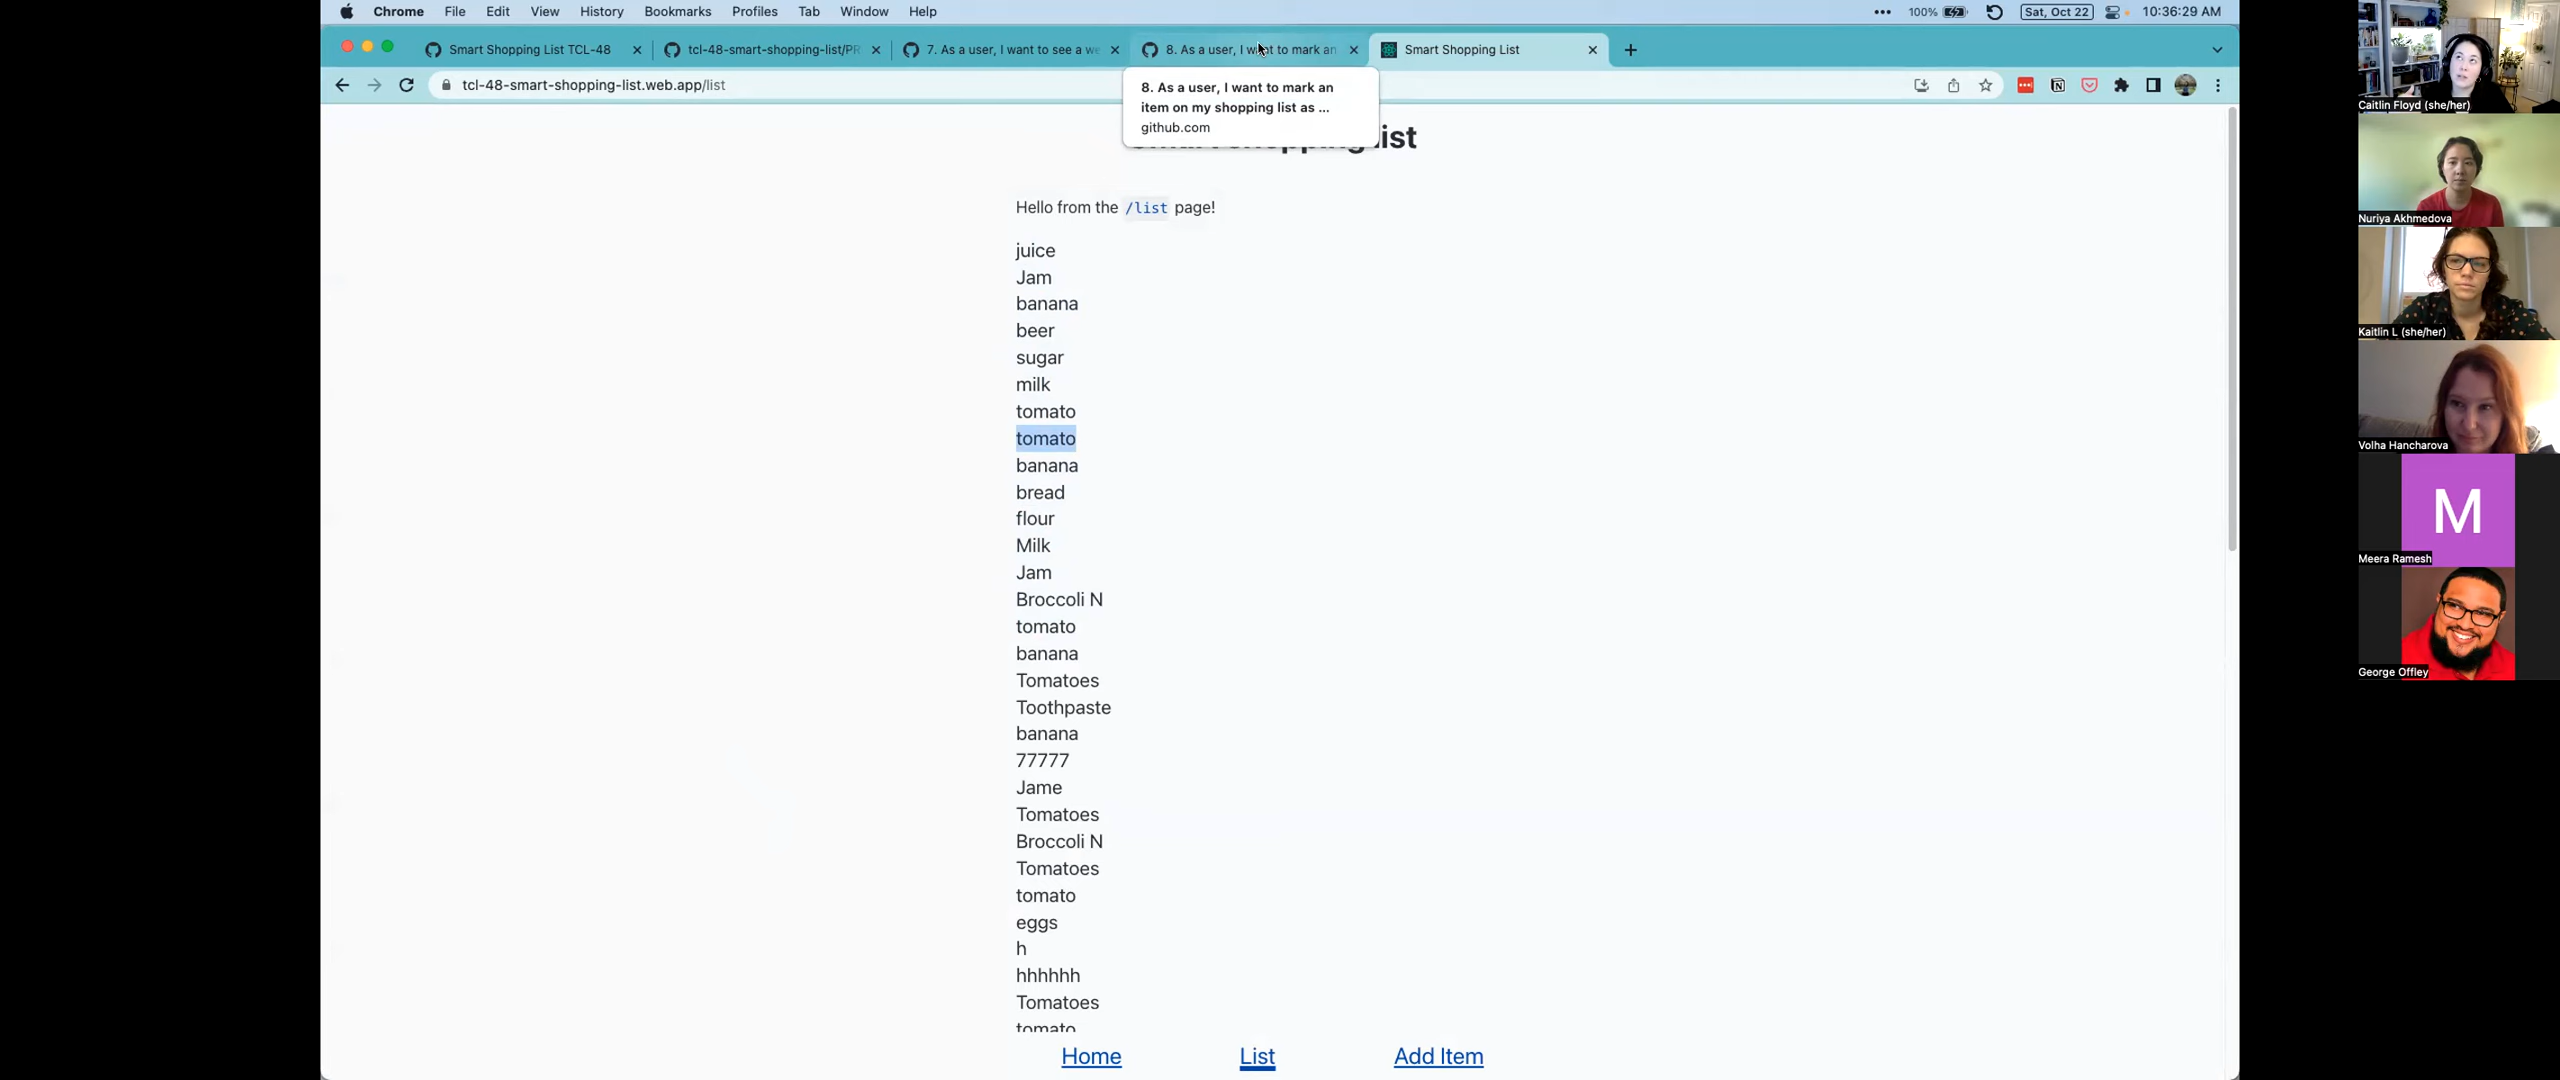 Chrome File Edit View History Bookmarks Profiles Tab Window Help
100% Sat, Oct 22 10:36:29 AM
Smart Shopping List TCL-48
tcl-48-smart-shopping-list/PR
7. As a user, I want to see a we
8. As a user, I want to mark an
Smart Shopping List
tcl-48-smart-shopping-list.web.app/list
8. As a user, I want to mark an
item on my shopping list as ...
github.com
Hello from the /list page!
juice
Jam
banana
beer
sugar
milk
tomato
tomato
banana
bread
flour
Milk
Jam
Broccoli N
tomato
banana
Tomatoes
Toothpaste
banana
77777
Jame
Tomatoes
Broccoli N
Tomatoes
tomato
eggs
h
hhhhhh
Tomatoes
tomato
Home List Add Item
Caitlin Floyd (she/her)
Nuriya Akhmedova
Kaitlin L (she/her)
Volha Hancharova
M
Meera Ramesh
George Offley